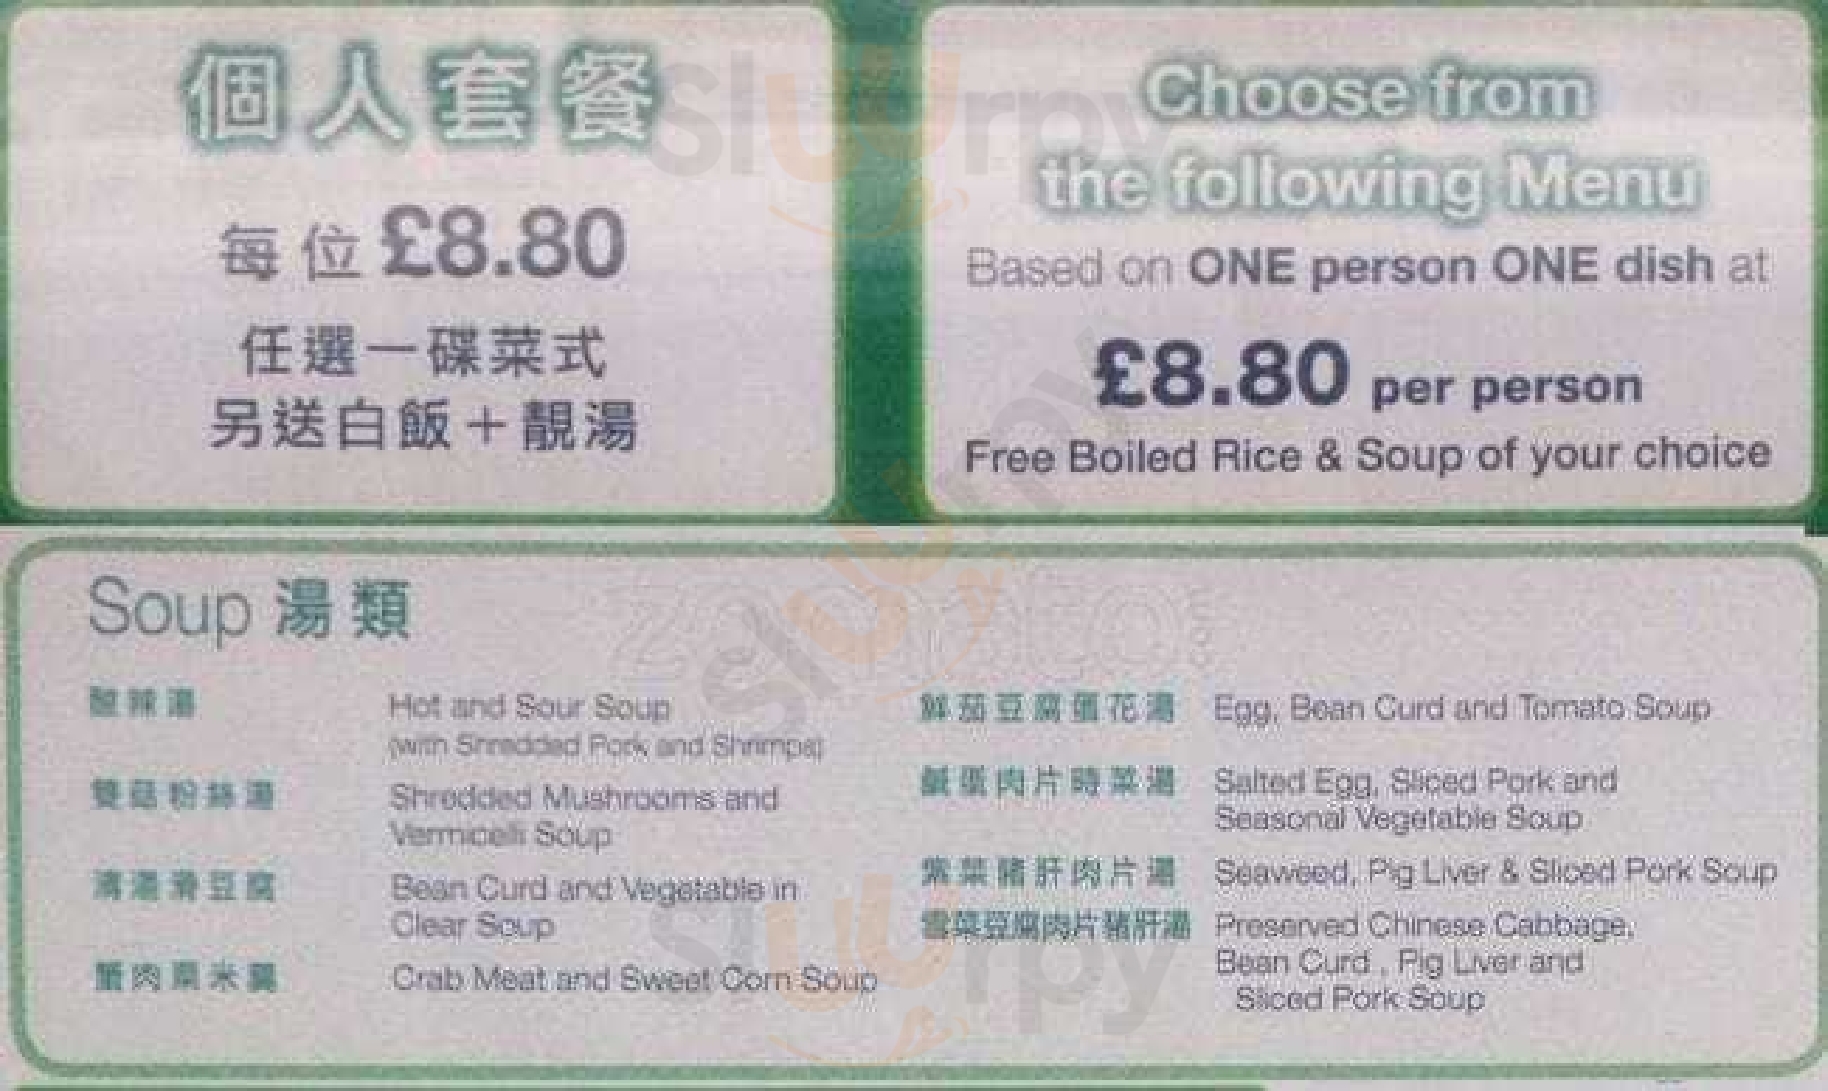 個人套餐
每位 £8.80
任選一碟菜式
另送白飯＋靚湯
Choose from
the following Menu
Based on ONE person ONE dish at
£8.80 per person
Free Boiled Rice & Soup of your choice
Soup 湯類
酸辣湯 Hot and Sour Soup
(with Shredded Pork and Shrimps)
雙菇粉絲湯 Shredded Mushrooms and
Vermicelli Soup
清湯滑豆腐 Bean Curd and Vegetable in
Clear Soup
蟹肉粟米羹 Crab Meat and Sweet Corn Soup
鮮茄豆腐蛋花湯 Egg, Bean Curd and Tomato Soup
鹹蛋肉片時菜湯 Salted Egg, Sliced Pork and
Seasonal Vegetable Soup
紫菜豬肝肉片湯 Seaweed, Pig Liver & Sliced Pork Soup
雪菜豆腐肉片豬肝湯 Preserved Chinese Cabbage,
Bean Curd , Pig Liver and
Sliced Pork Soup
slurrpy
slurrpy
slurrpy
zomato.com